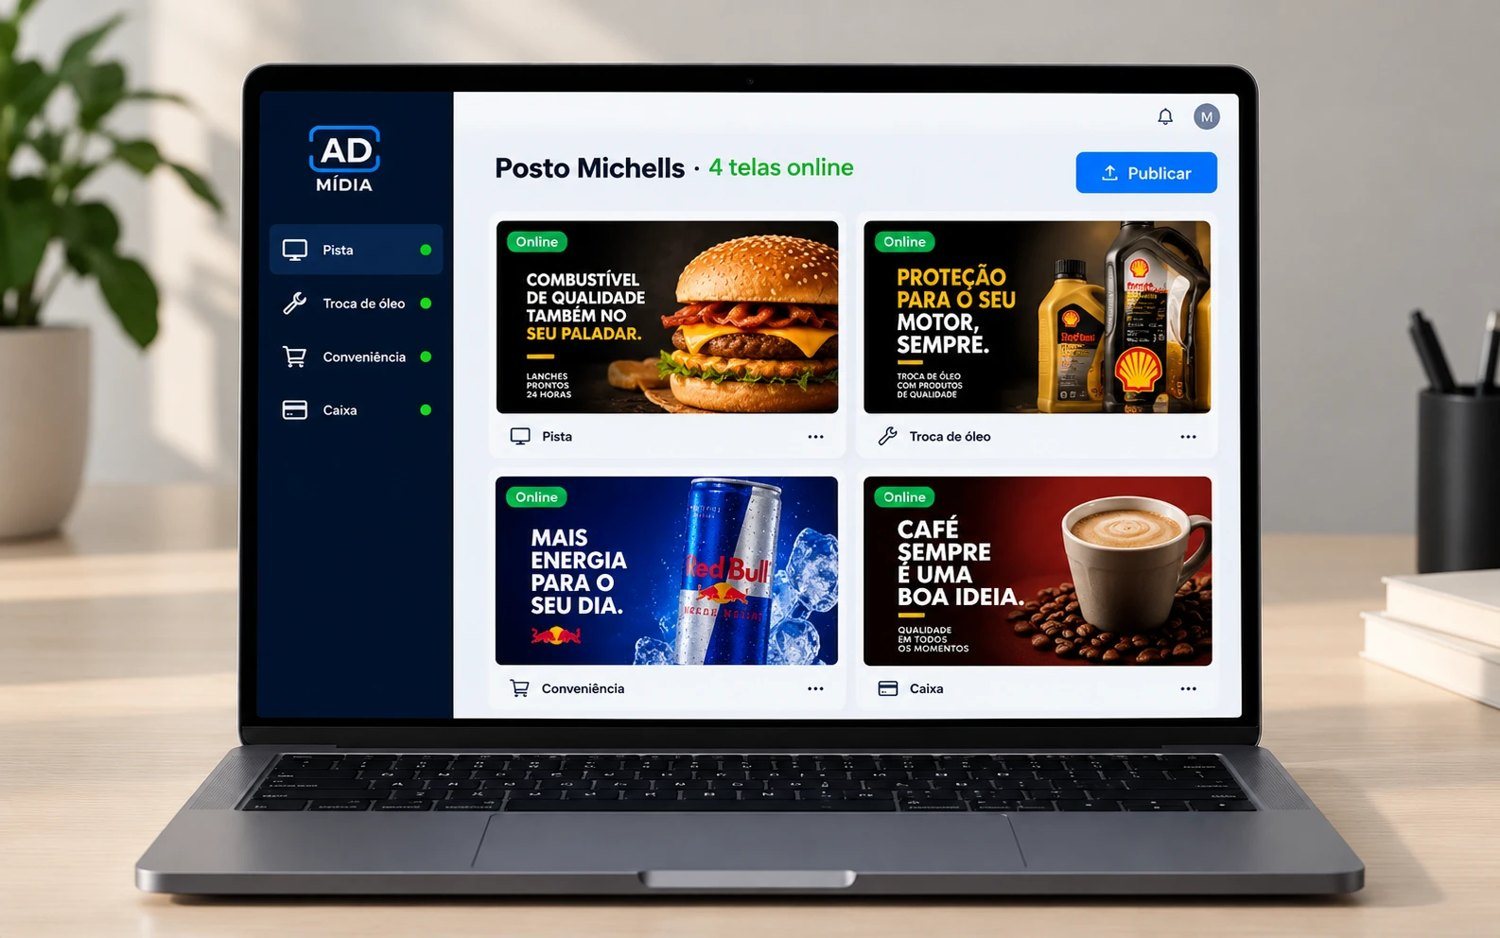 AD
MÍDIA
Pista
Troca de óleo
Conveniência
Caixa
M
Posto Michells · 4 telas online
Publicar
Online
COMBUSTÍVEL
DE QUALIDADE
TAMBÉM NO
SEU PALADAR.
LANCHES
PRONTOS
24 HORAS
Pista
Online
PROTEÇÃO
PARA O SEU
MOTOR,
SEMPRE.
TROCA DE ÓLEO
COM PRODUTOS
DE QUALIDADE
Troca de óleo
Online
MAIS
ENERGIA
PARA O
SEU DIA.
Red Bull
Conveniência
Online
CAFÉ
SEMPRE
É UMA
BOA IDEIA.
QUALIDADE
EM TODOS
OS MOMENTOS
Caixa